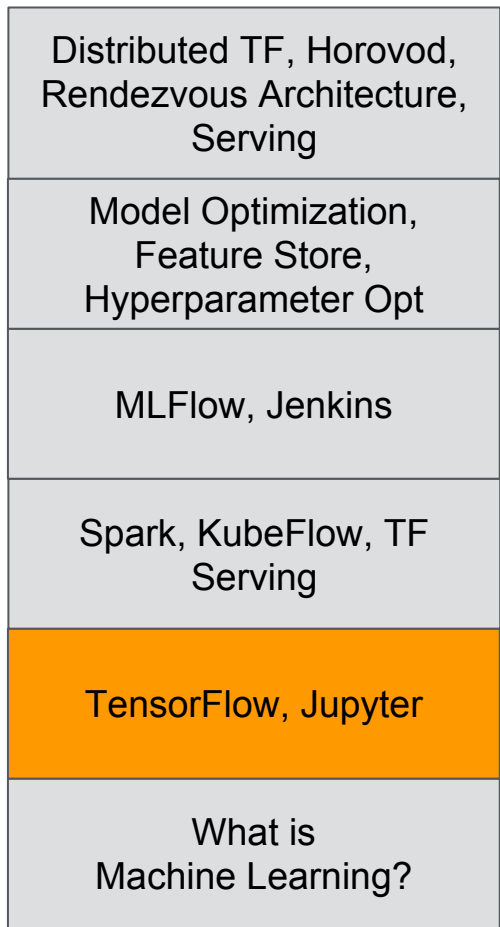 Distributed TF, Horovod,
Rendezvous Architecture,
Serving
Model Optimization,
Feature Store,
Hyperparameter Opt
MLFlow, Jenkins
Spark, KubeFlow, TF
Serving
TensorFlow, Jupyter
What is
Machine Learning?